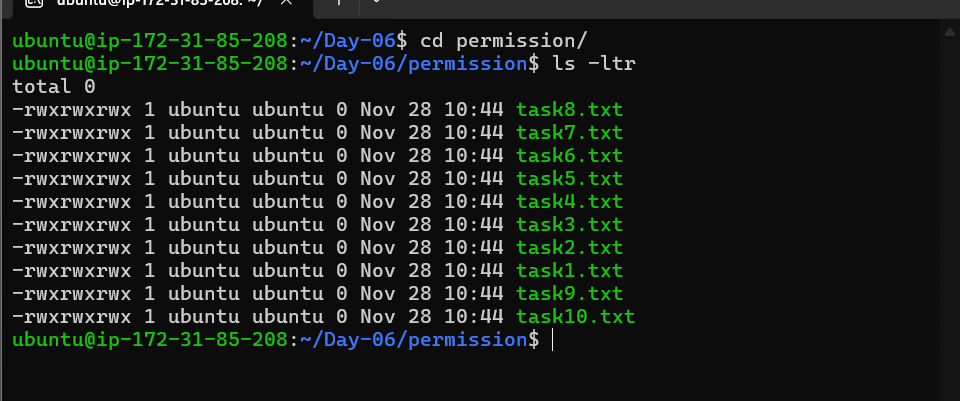 ubuntu@ip-172-31-85-208: ~/
ubuntu@ip-172-31-85-208:~/Day-06$ cd permission/
ubuntu@ip-172-31-85-208:~/Day-06/permission$ ls -ltr
total 0
-rwxrwxrwx 1 ubuntu ubuntu 0 Nov 28 10:44 task8.txt
-rwxrwxrwx 1 ubuntu ubuntu 0 Nov 28 10:44 task7.txt
-rwxrwxrwx 1 ubuntu ubuntu 0 Nov 28 10:44 task6.txt
-rwxrwxrwx 1 ubuntu ubuntu 0 Nov 28 10:44 task5.txt
-rwxrwxrwx 1 ubuntu ubuntu 0 Nov 28 10:44 task4.txt
-rwxrwxrwx 1 ubuntu ubuntu 0 Nov 28 10:44 task3.txt
-rwxrwxrwx 1 ubuntu ubuntu 0 Nov 28 10:44 task2.txt
-rwxrwxrwx 1 ubuntu ubuntu 0 Nov 28 10:44 task1.txt
-rwxrwxrwx 1 ubuntu ubuntu 0 Nov 28 10:44 task9.txt
-rwxrwxrwx 1 ubuntu ubuntu 0 Nov 28 10:44 task10.txt
ubuntu@ip-172-31-85-208:~/Day-06/permission$